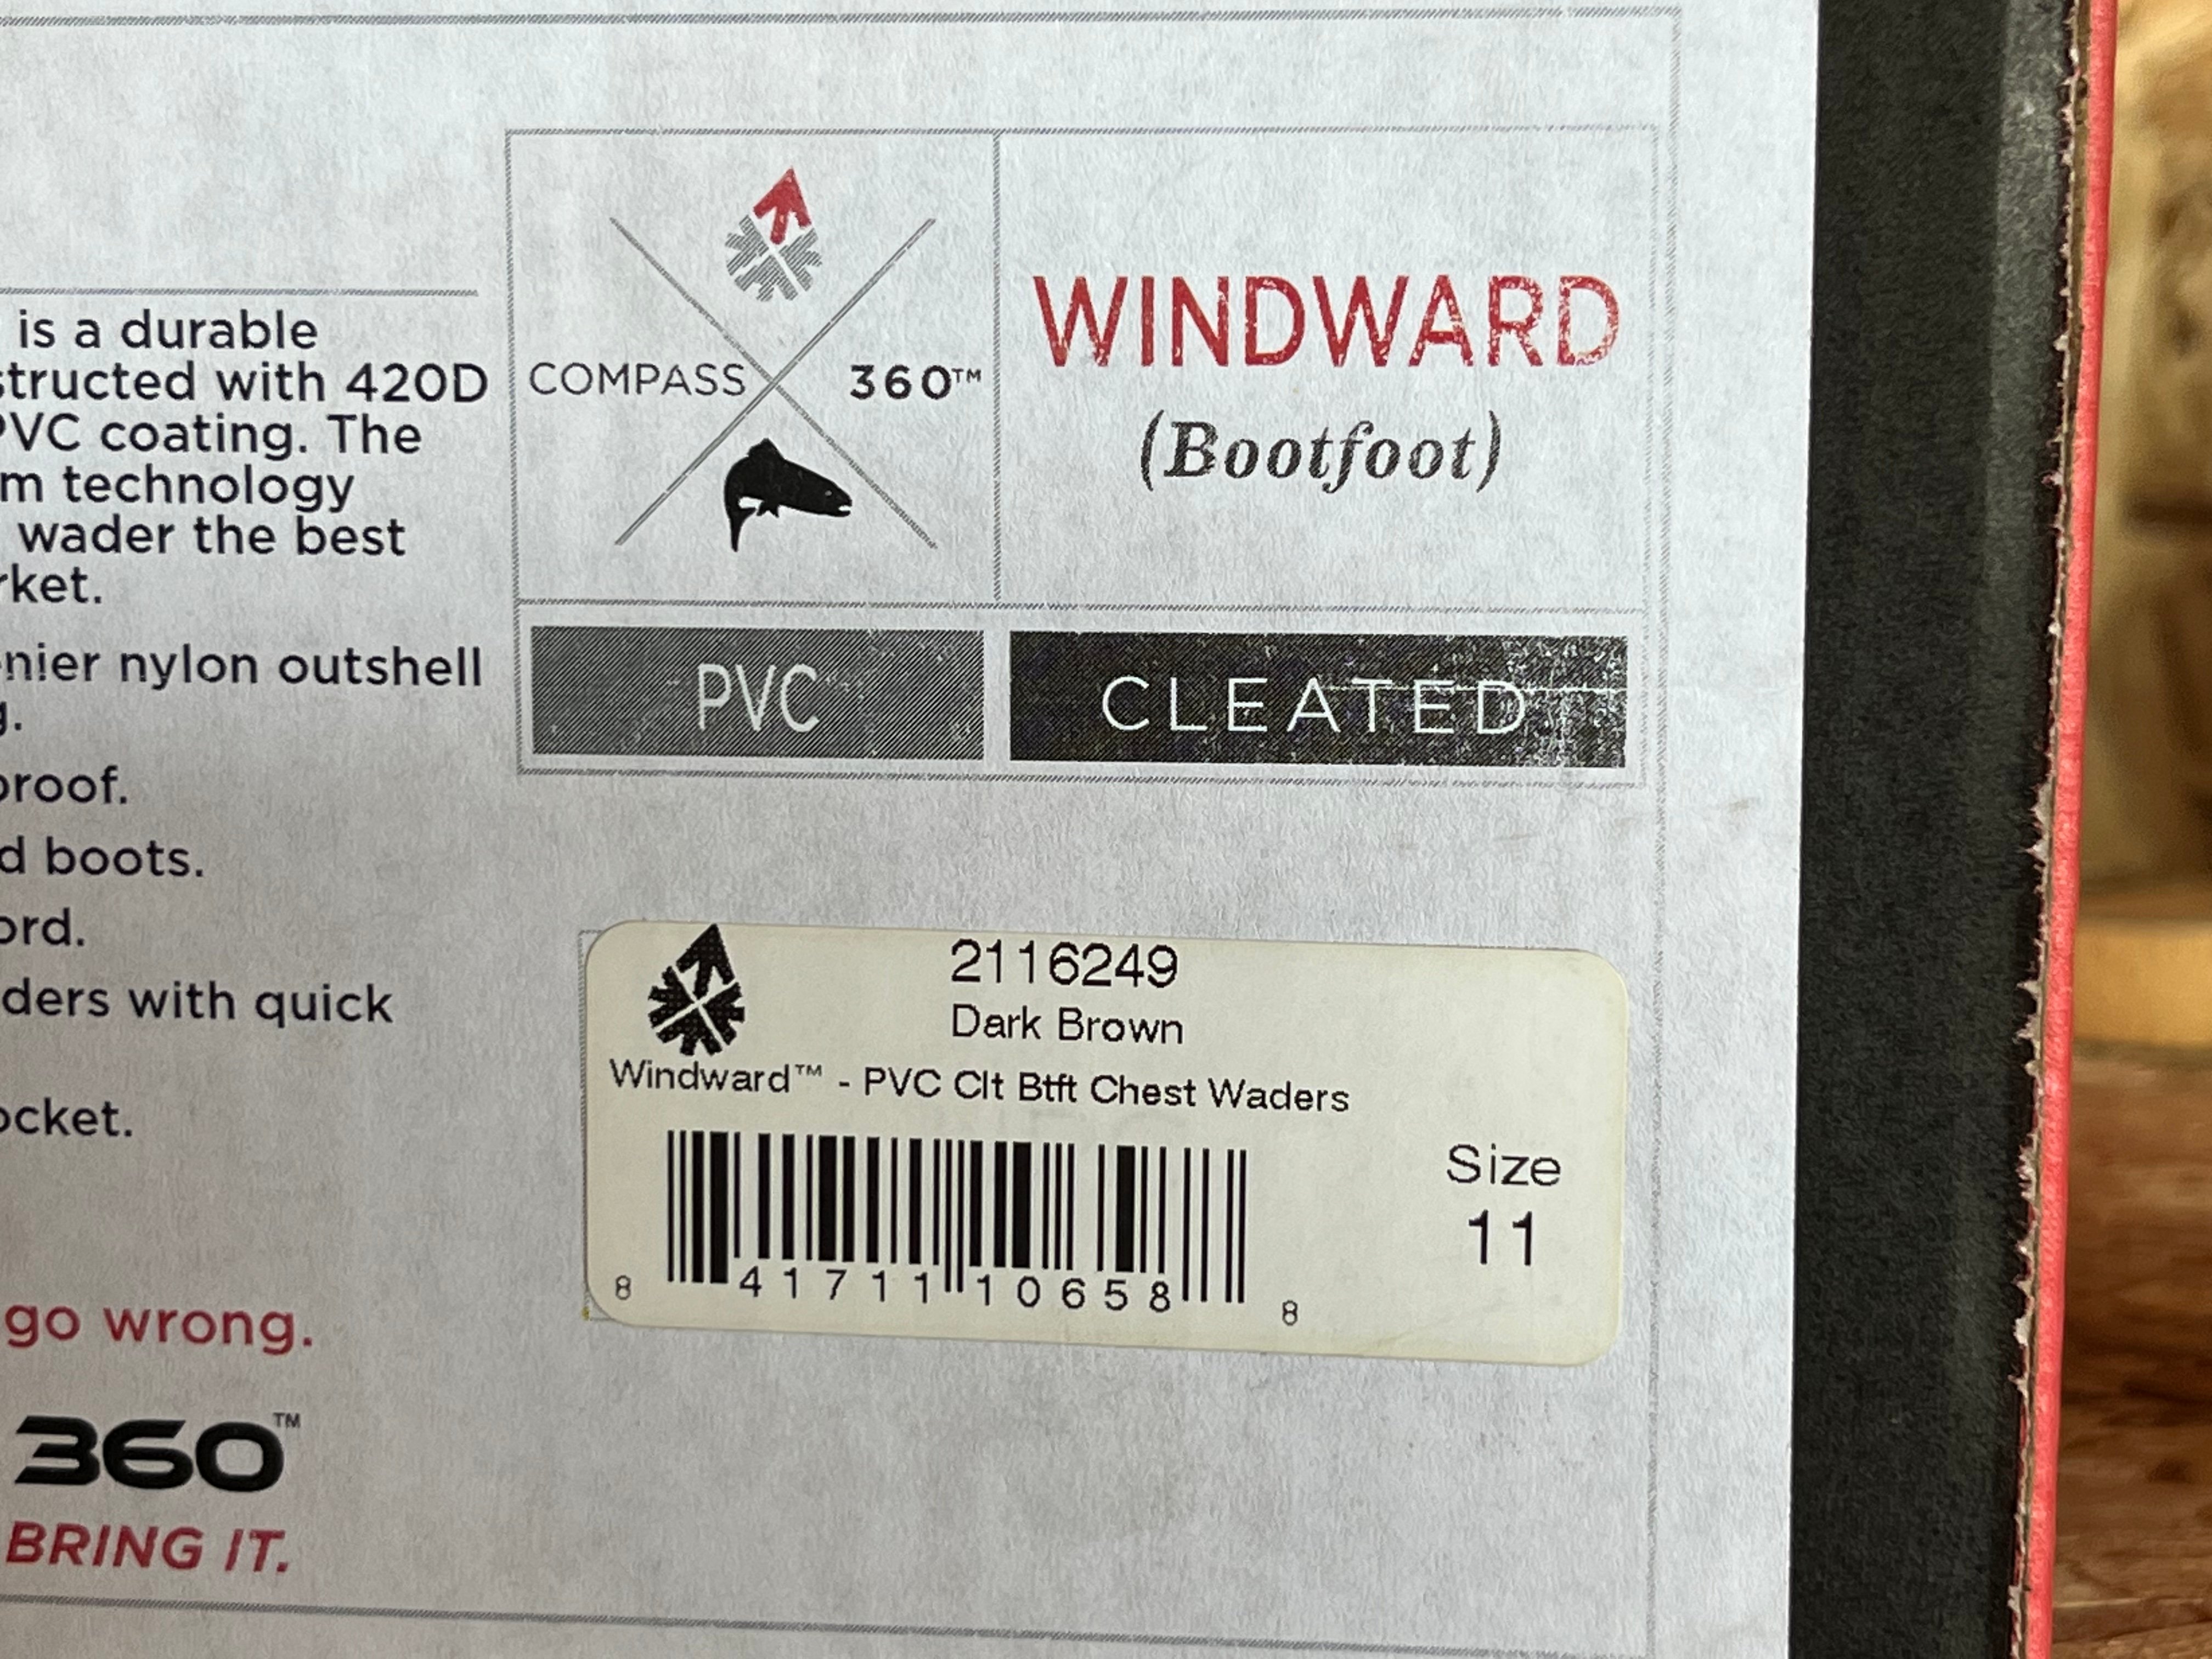 is a durable
structed with 420D
PVC coating. The
m technology
wader the best
rket.
nier nylon outshell
g.
proof.
d boots.
ord.
ders with quick
ocket.
go wrong.
360™
BRING IT.
COMPASS 360™
WINDWARD
(Bootfoot)
PVC
CLEATED
2116249
Dark Brown
Windward™ - PVC Clt Btft Chest Waders
Size
11
8 41711 10658 8